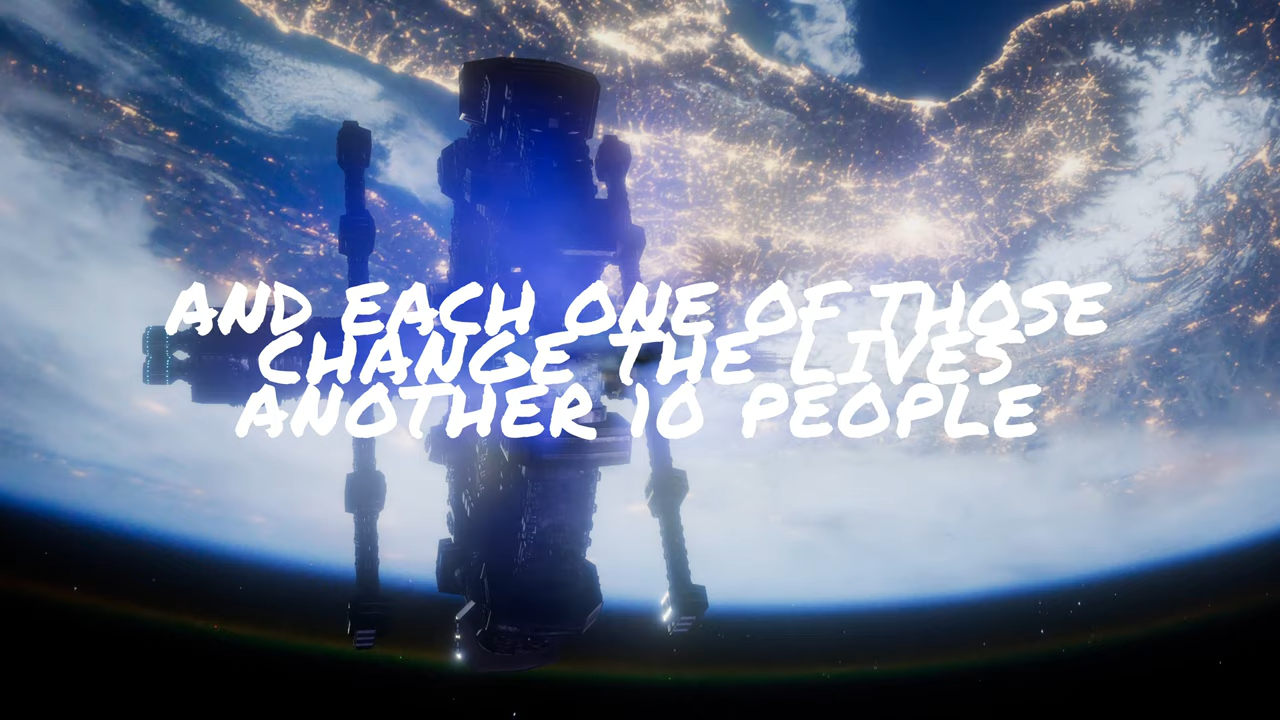 AND EACH ONE OF THOSE
CHANGE THE LIVES
ANOTHER 10 PEOPLE